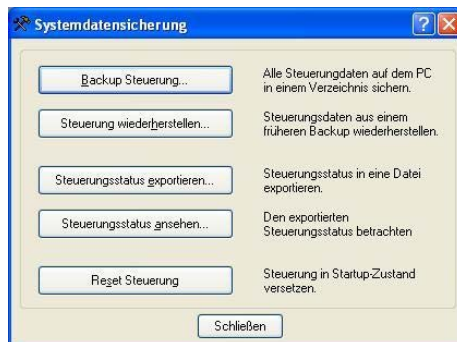 Systemdatensicherung
Backup Steuerung...
Alle Steuerungdaten auf dem PC
in einem Verzeichnis sichern.
Steuerung wiederherstellen...
Steuerungsdaten aus einem
früheren Backup wiederherstellen.
Steuerungsstatus exportieren...
Steuerungsstatus in eine Datei
exportieren.
Steuerungsstatus ansehen...
Den exportierten
Steuerungsstatus betrachten
Reset Steuerung
Steuerung in Startup-Zustand
versetzen.
Schließen